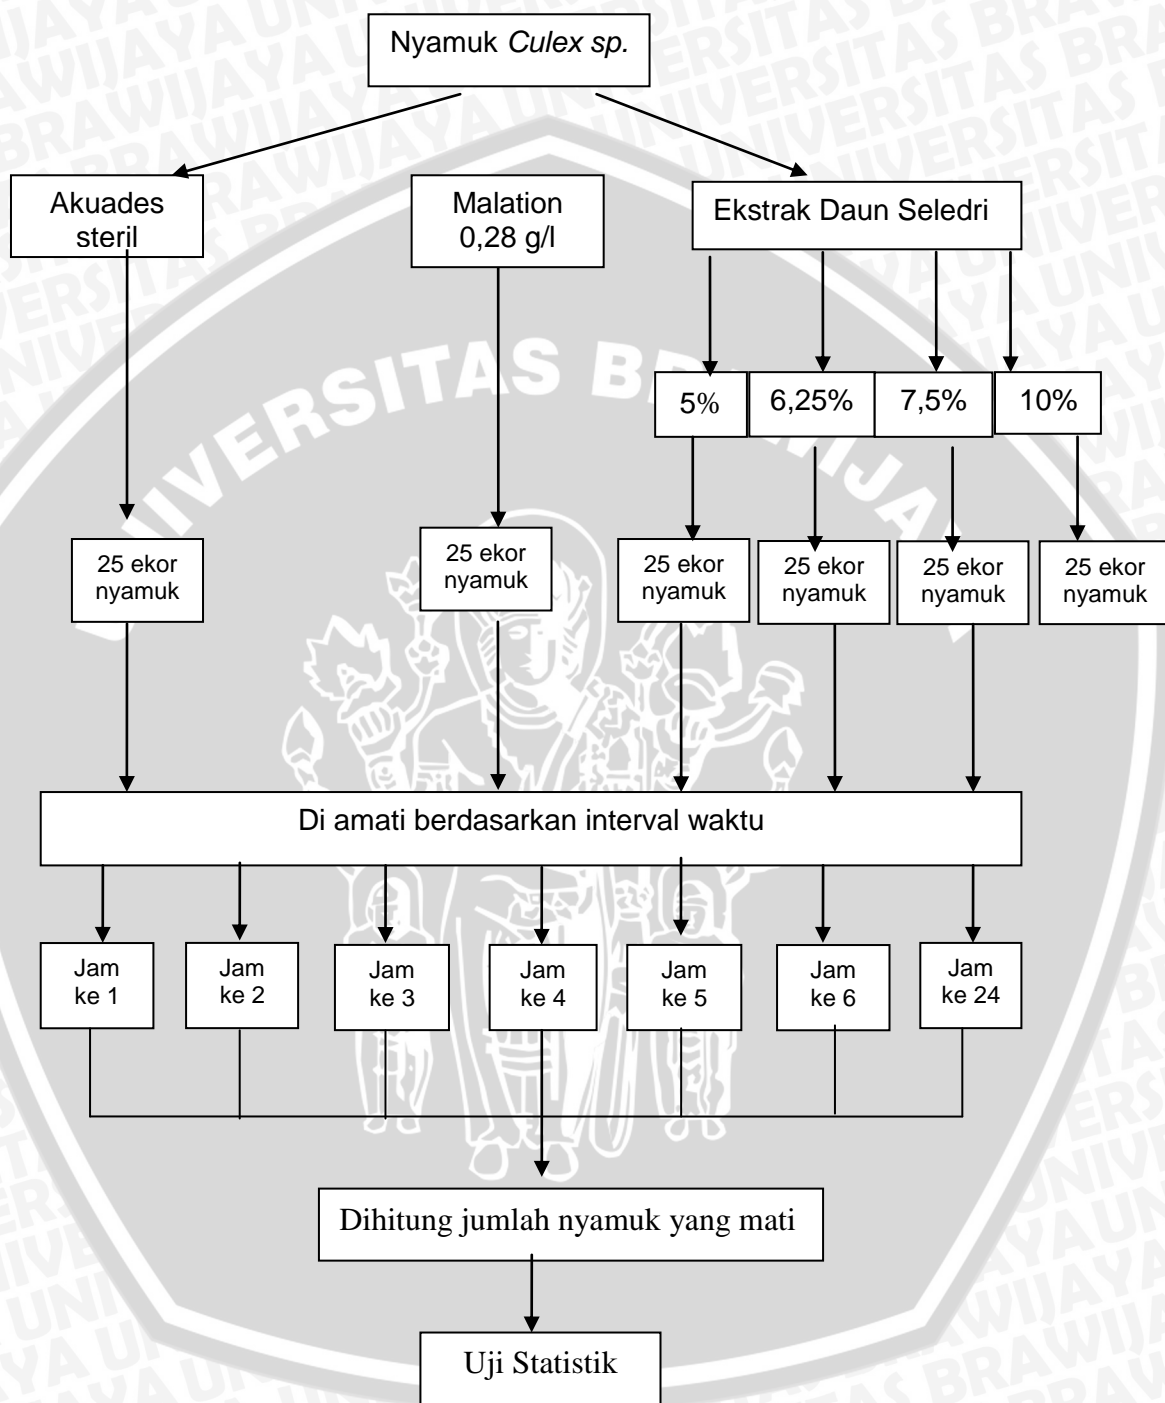 Nyamuk Culex sp.
Akuades
steril
Malation
0,28 g/l
Ekstrak Daun Seledri
5%
6,25%
7,5%
10%
25 ekor
nyamuk
25 ekor
nyamuk
25 ekor
nyamuk
25 ekor
nyamuk
25 ekor
nyamuk
25 ekor
nyamuk
Di amati berdasarkan interval waktu
Jam
ke 1
Jam
ke 2
Jam
ke 3
Jam
ke 4
Jam
ke 5
Jam
ke 6
Jam
ke 24
Dihitung jumlah nyamuk yang mati
Uji Statistik
UNIVERSITAS BRAWIJAYA